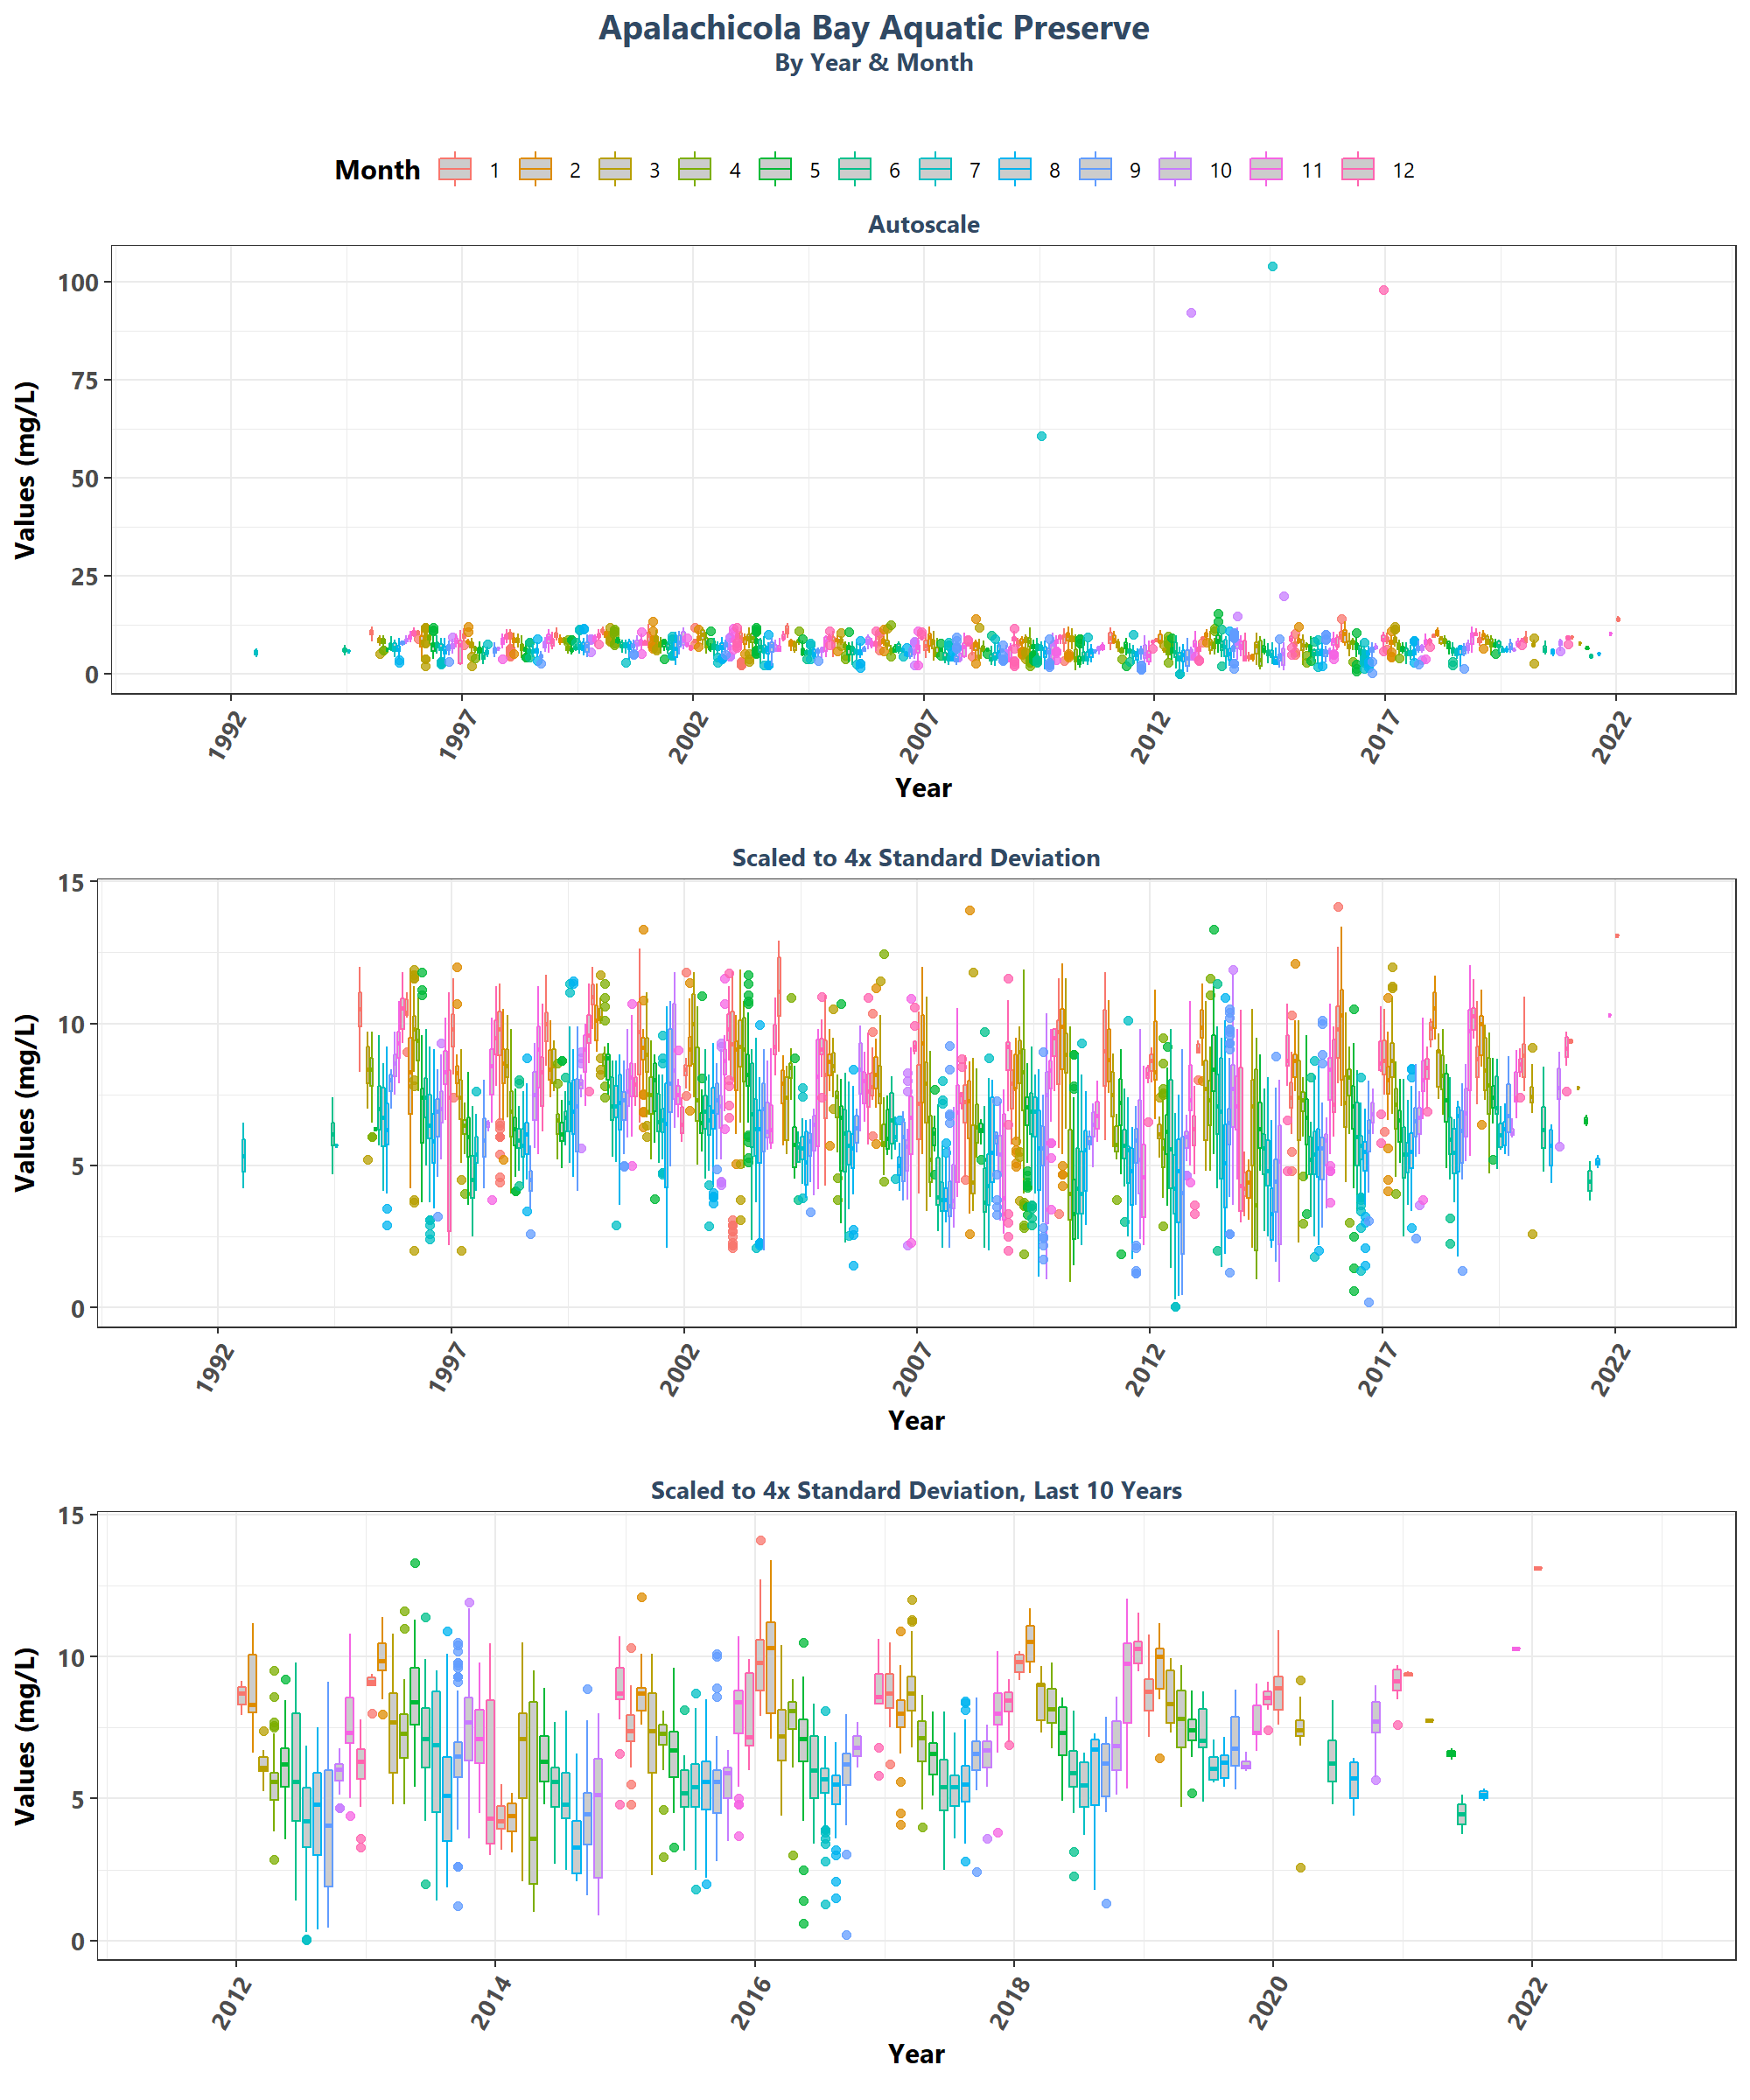 Apalachicola Bay Aquatic Preserve
By Year & Month
Month 1 2 3 4 5 6 7 8 9 10 11 12
Autoscale
Values (mg/L)
100
75
50
25
0
1992 1997 2002 2007 2012 2017 2022
Year
Scaled to 4x Standard Deviation
Values (mg/L)
15
10
5
0
1992 1997 2002 2007 2012 2017 2022
Year
Scaled to 4x Standard Deviation, Last 10 Years
Values (mg/L)
15
10
5
0
2012 2014 2016 2018 2020 2022
Year